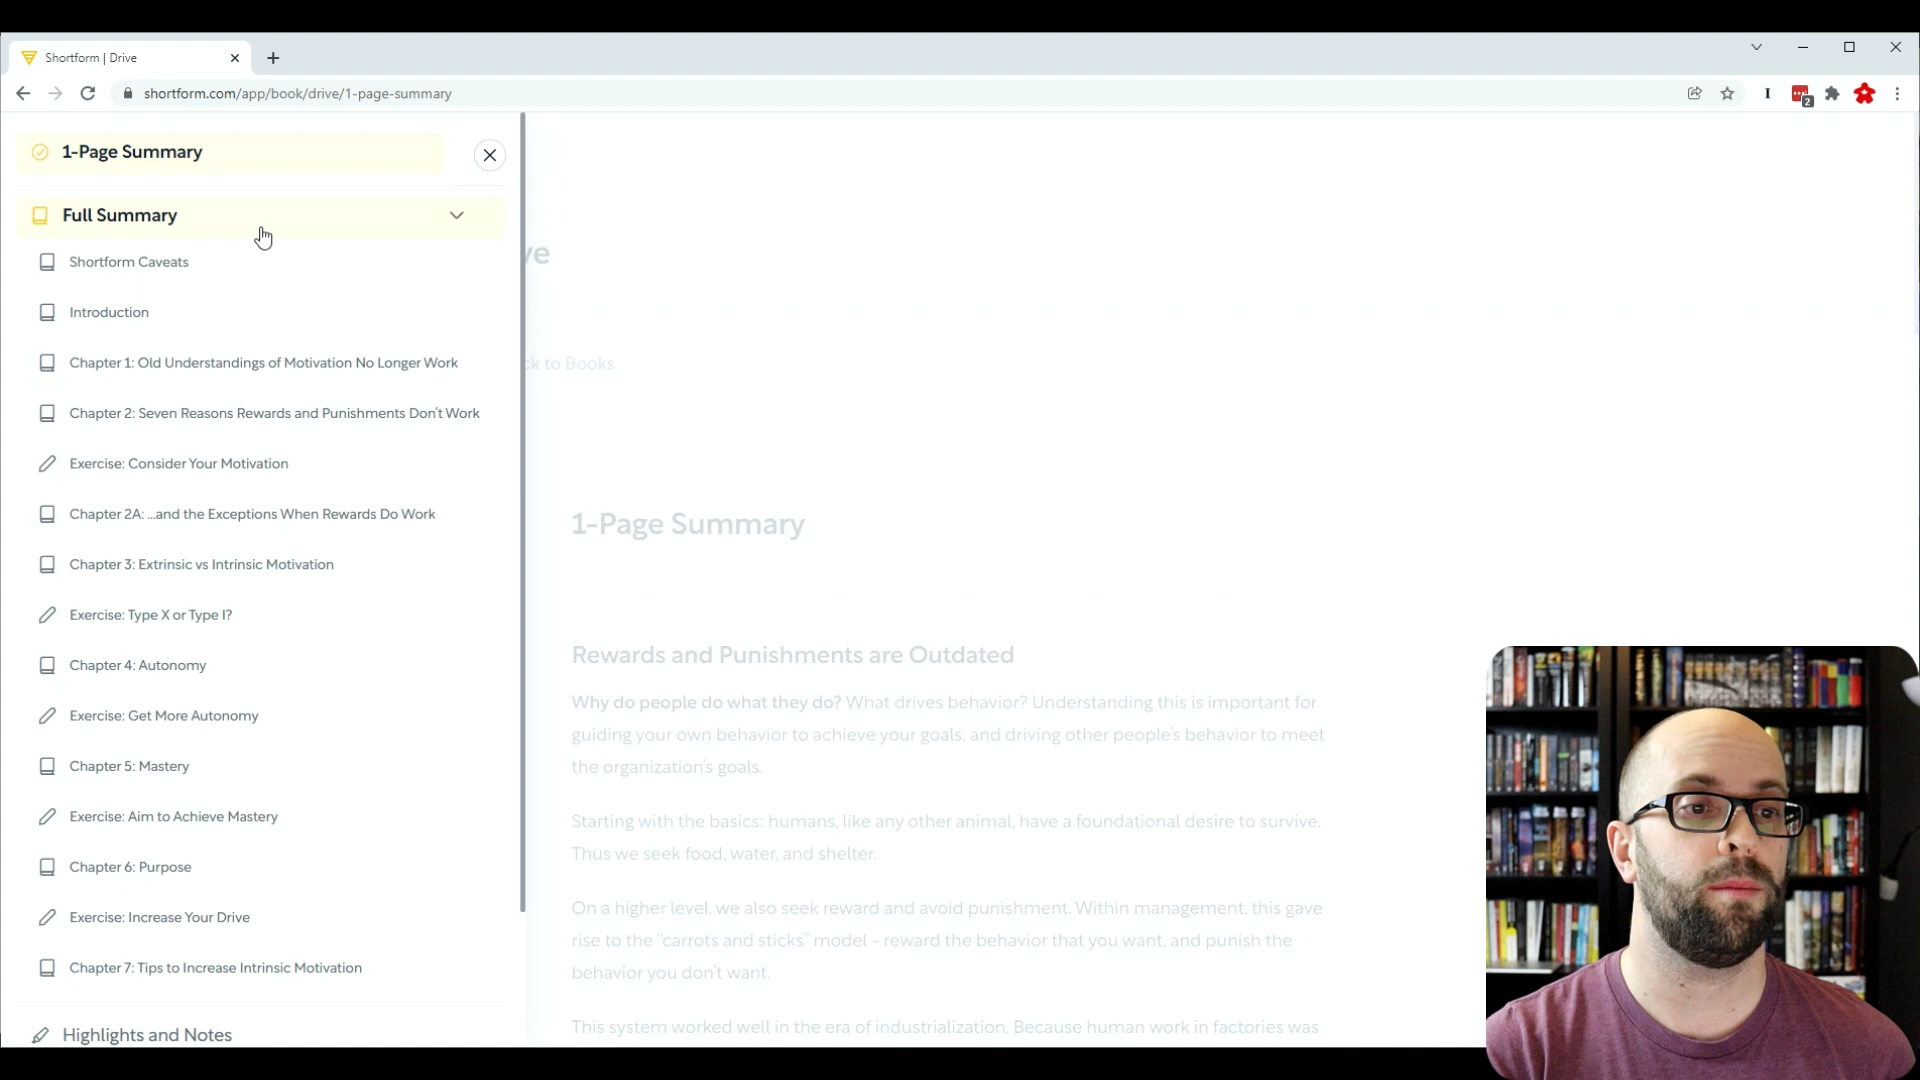 Shortform | Drive
shortform.com/app/book/drive/1-page-summary
2
1-Page Summary
Full Summary
Shortform Caveats
Introduction
Chapter 1: Old Understandings of Motivation No Longer Work
Chapter 2: Seven Reasons Rewards and Punishments Don't Work
Exercise: Consider Your Motivation
Chapter 2A: ...and the Exceptions When Rewards Do Work
Chapter 3: Extrinsic vs Intrinsic Motivation
Exercise: Type X or Type I?
Chapter 4: Autonomy
Exercise: Get More Autonomy
Chapter 5: Mastery
Exercise: Aim to Achieve Mastery
Chapter 6: Purpose
Exercise: Increase Your Drive
Chapter 7: Tips to Increase Intrinsic Motivation
Highlights and Notes
ve
ck to Books
1-Page Summary
Rewards and Punishments are Outdated
Why do people do what they do? What drives behavior? Understanding this is important for
guiding your own behavior to achieve your goals, and driving other people's behavior to meet
the organization's goals.
Starting with the basics: humans, like any other animal, have a foundational desire to survive.
Thus we seek food, water, and shelter.
On a higher level, we also seek reward and avoid punishment. Within management, this gave
rise to the "carrots and sticks" model - reward the behavior that you want, and punish the
behavior you don't want.
This system worked well in the era of industrialization. Because human work in factories was